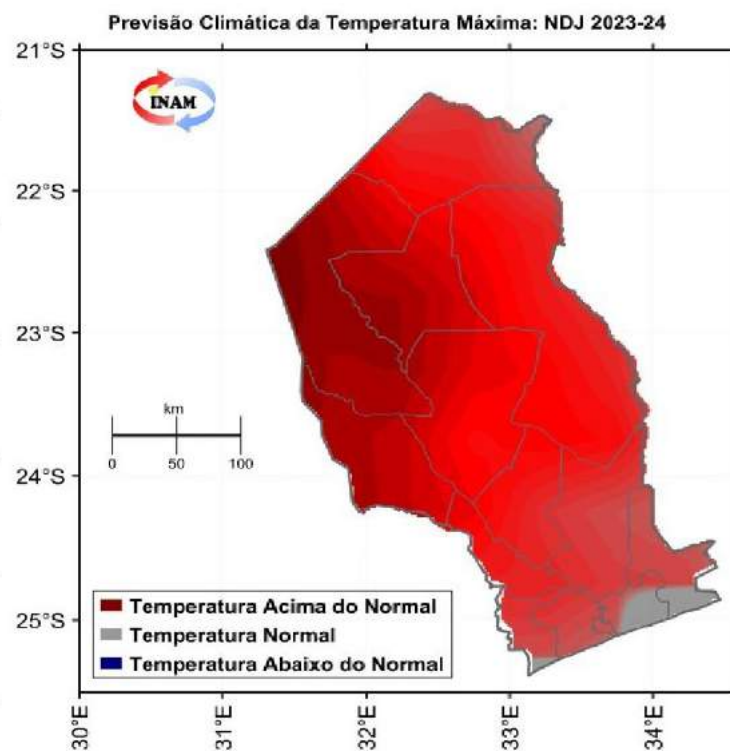 Previsão Climática da Temperatura Máxima: NDJ 2023-24
21°S
INAM
22°S
23°S
km
0 50 100
24°S
Temperatura Acima do Normal
Temperatura Normal
Temperatura Abaixo do Normal
25°S
30°E 31°E 32°E 33°E 34°E